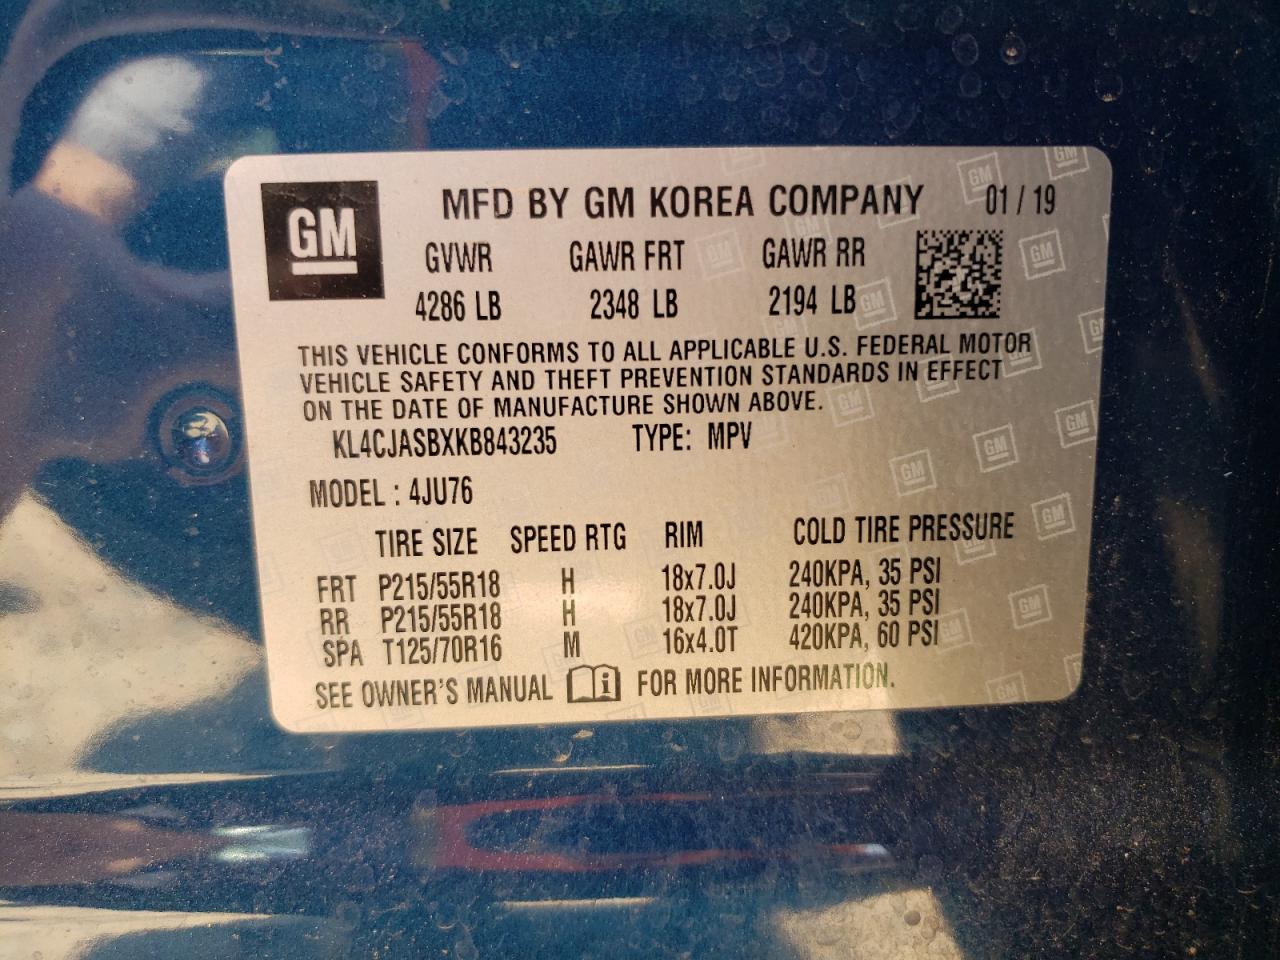 GM MFD BY GM KOREA COMPANY 01 / 19
GVWR GAWR FRT GAWR RR
4286 LB 2348 LB 2194 LB
THIS VEHICLE CONFORMS TO ALL APPLICABLE U.S. FEDERAL MOTOR
VEHICLE SAFETY AND THEFT PREVENTION STANDARDS IN EFFECT
ON THE DATE OF MANUFACTURE SHOWN ABOVE.
KL4CJASBXKB843235 TYPE: MPV
MODEL : 4JU76
TIRE SIZE SPEED RTG RIM COLD TIRE PRESSURE
FRT P215/55R18 H 18x7.0J 240KPA, 35 PSI
RR P215/55R18 H 18x7.0J 240KPA, 35 PSI
SPA T125/70R16 M 16x4.0T 420KPA, 60 PSI
SEE OWNER'S MANUAL i FOR MORE INFORMATION.